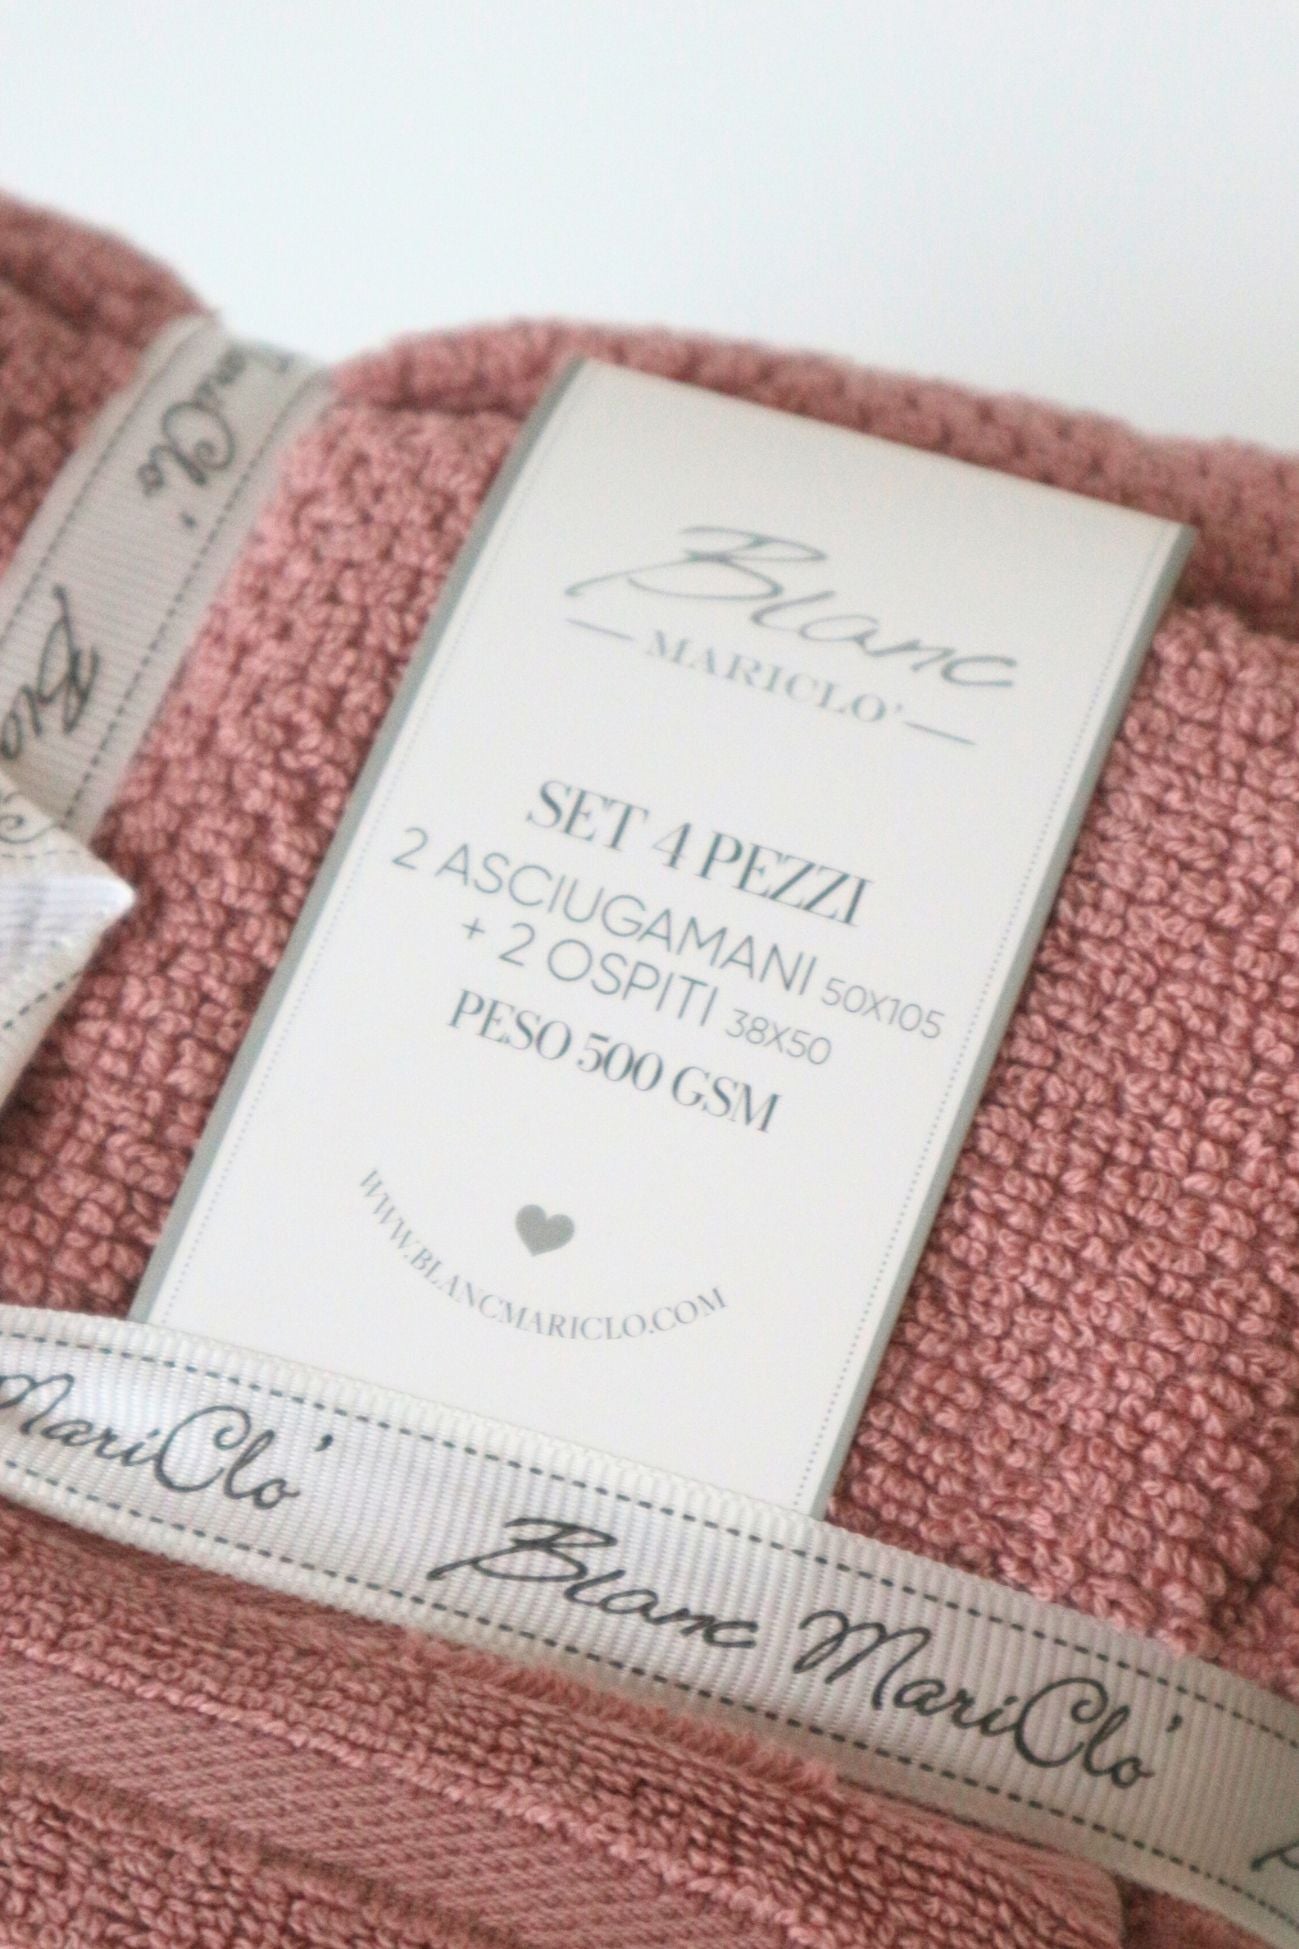 MariClo'
Blanc
MARICLO'
SET 4 PEZZI
2 ASCIUGAMANI 50X105
+ 2 OSPITI 38X50
PESO 500 GSM
WWW.BLANCMARICLO.COM
MariClo' Blanc MariClo'